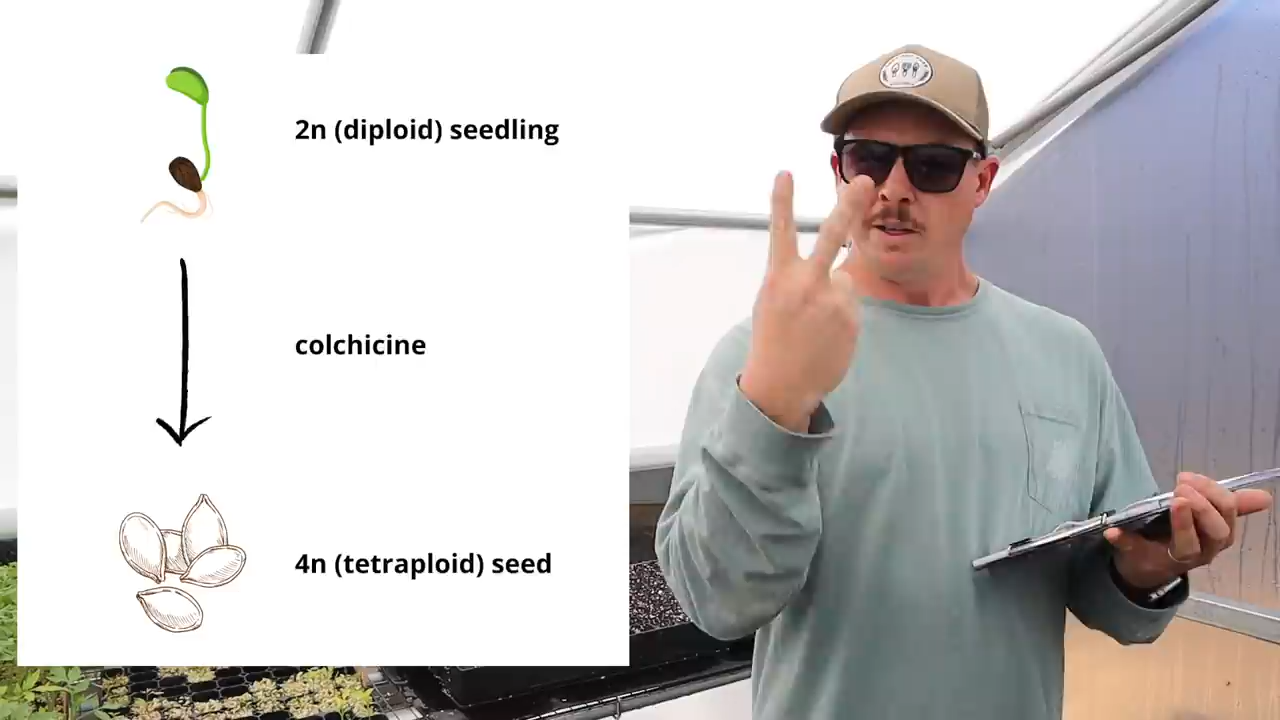 2n (diploid) seedling
colchicine
4n (tetraploid) seed